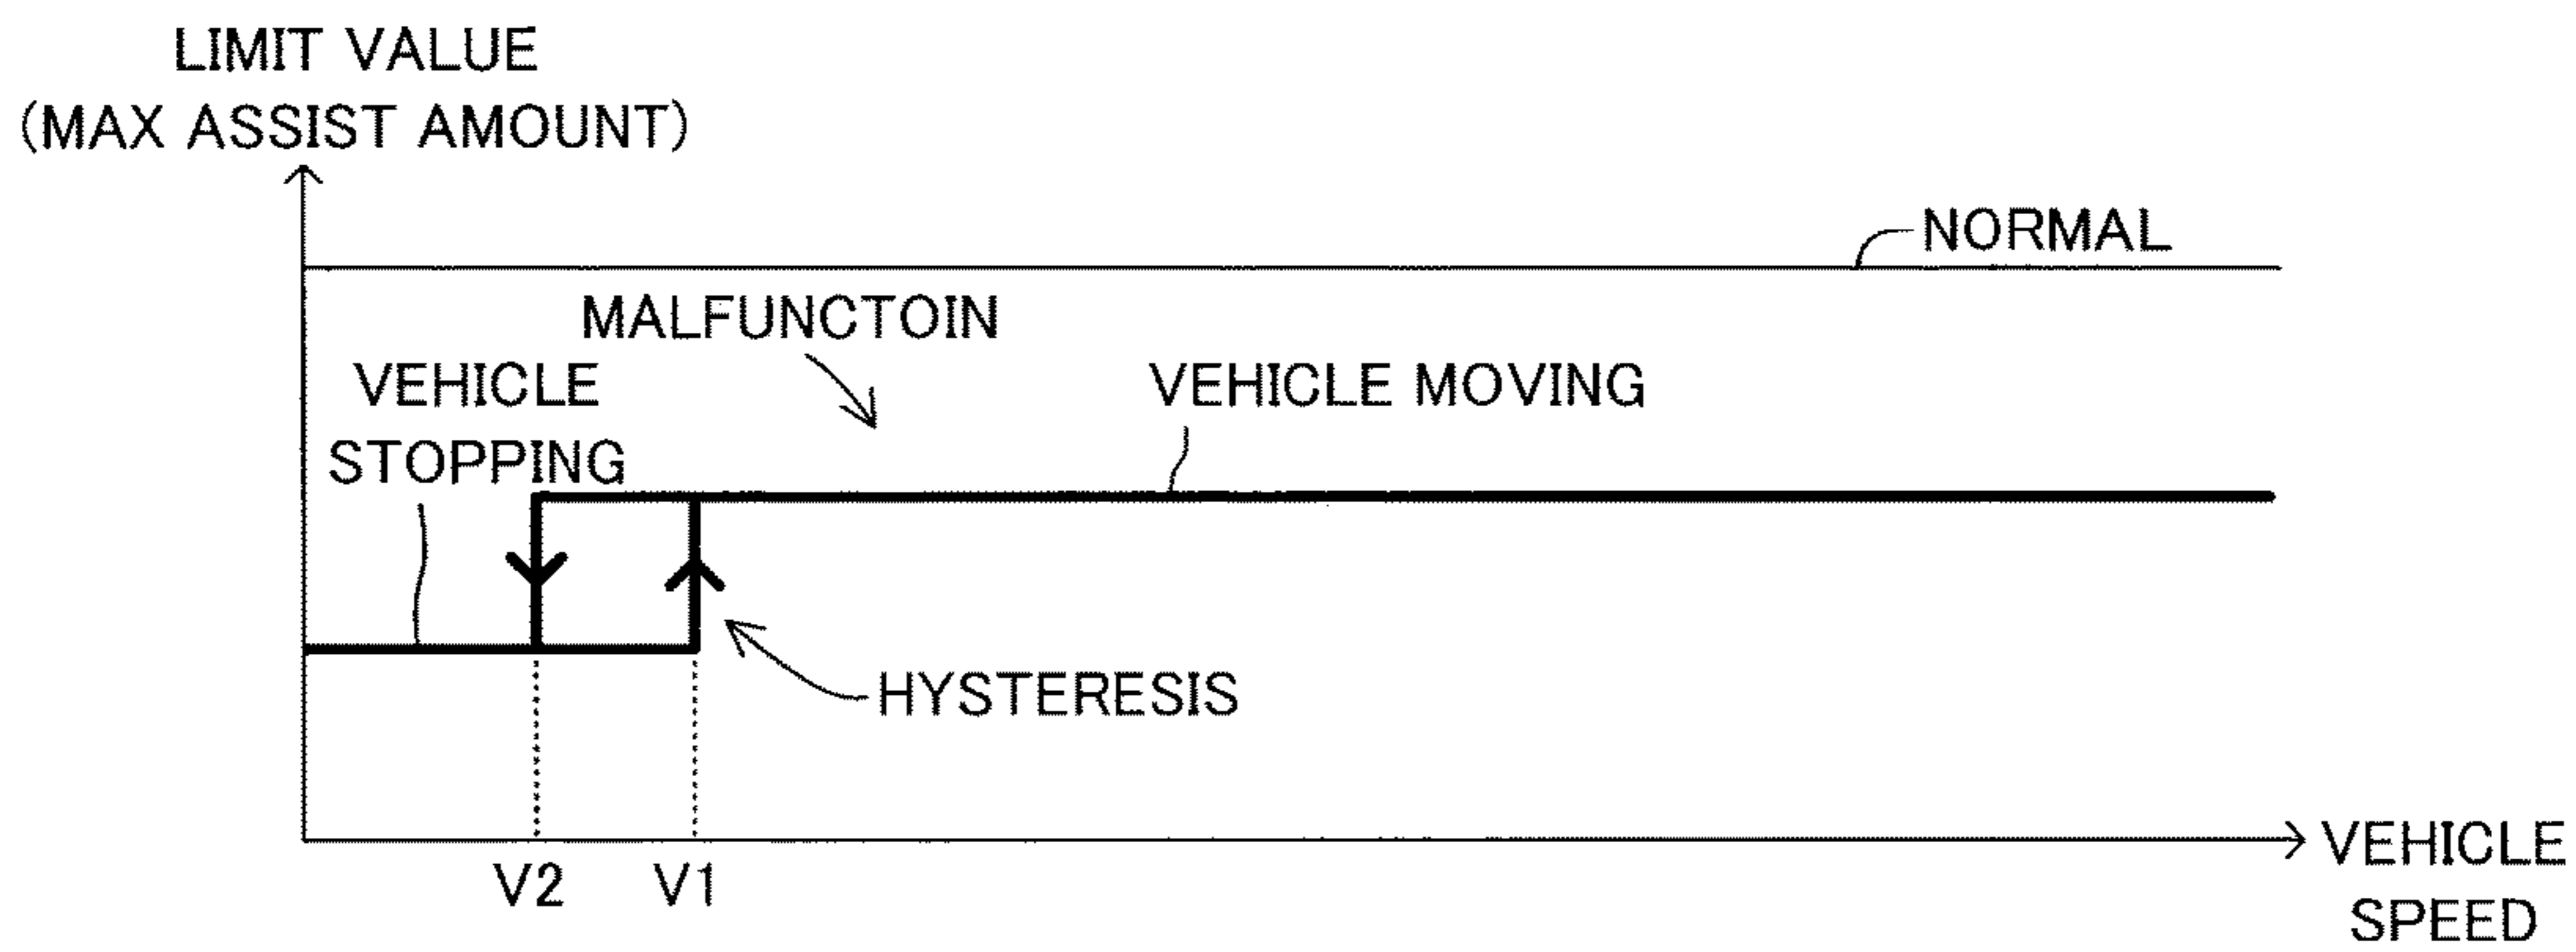 LIMIT VALUE
(MAX ASSIST AMOUNT)
NORMAL
MALFUNCTOIN
VEHICLE
STOPPING
VEHICLE MOVING
HYSTERESIS
V2
V1
VEHICLE
SPEED